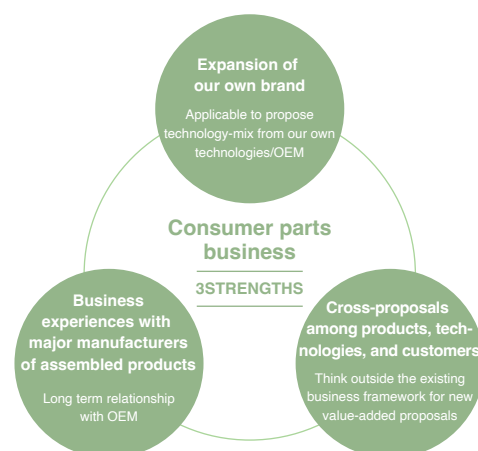 Expansion of
our own brand
Applicable to propose
technology-mix from our own
technologies/OEM
Consumer parts
business
3STRENGTHS
Business
experiences with
major manufacturers
of assembled products
Long term relationship
with OEM
Cross-proposals
among products, tech-
nologies, and customers
Think outside the existing
business framework for new
value-added proposals